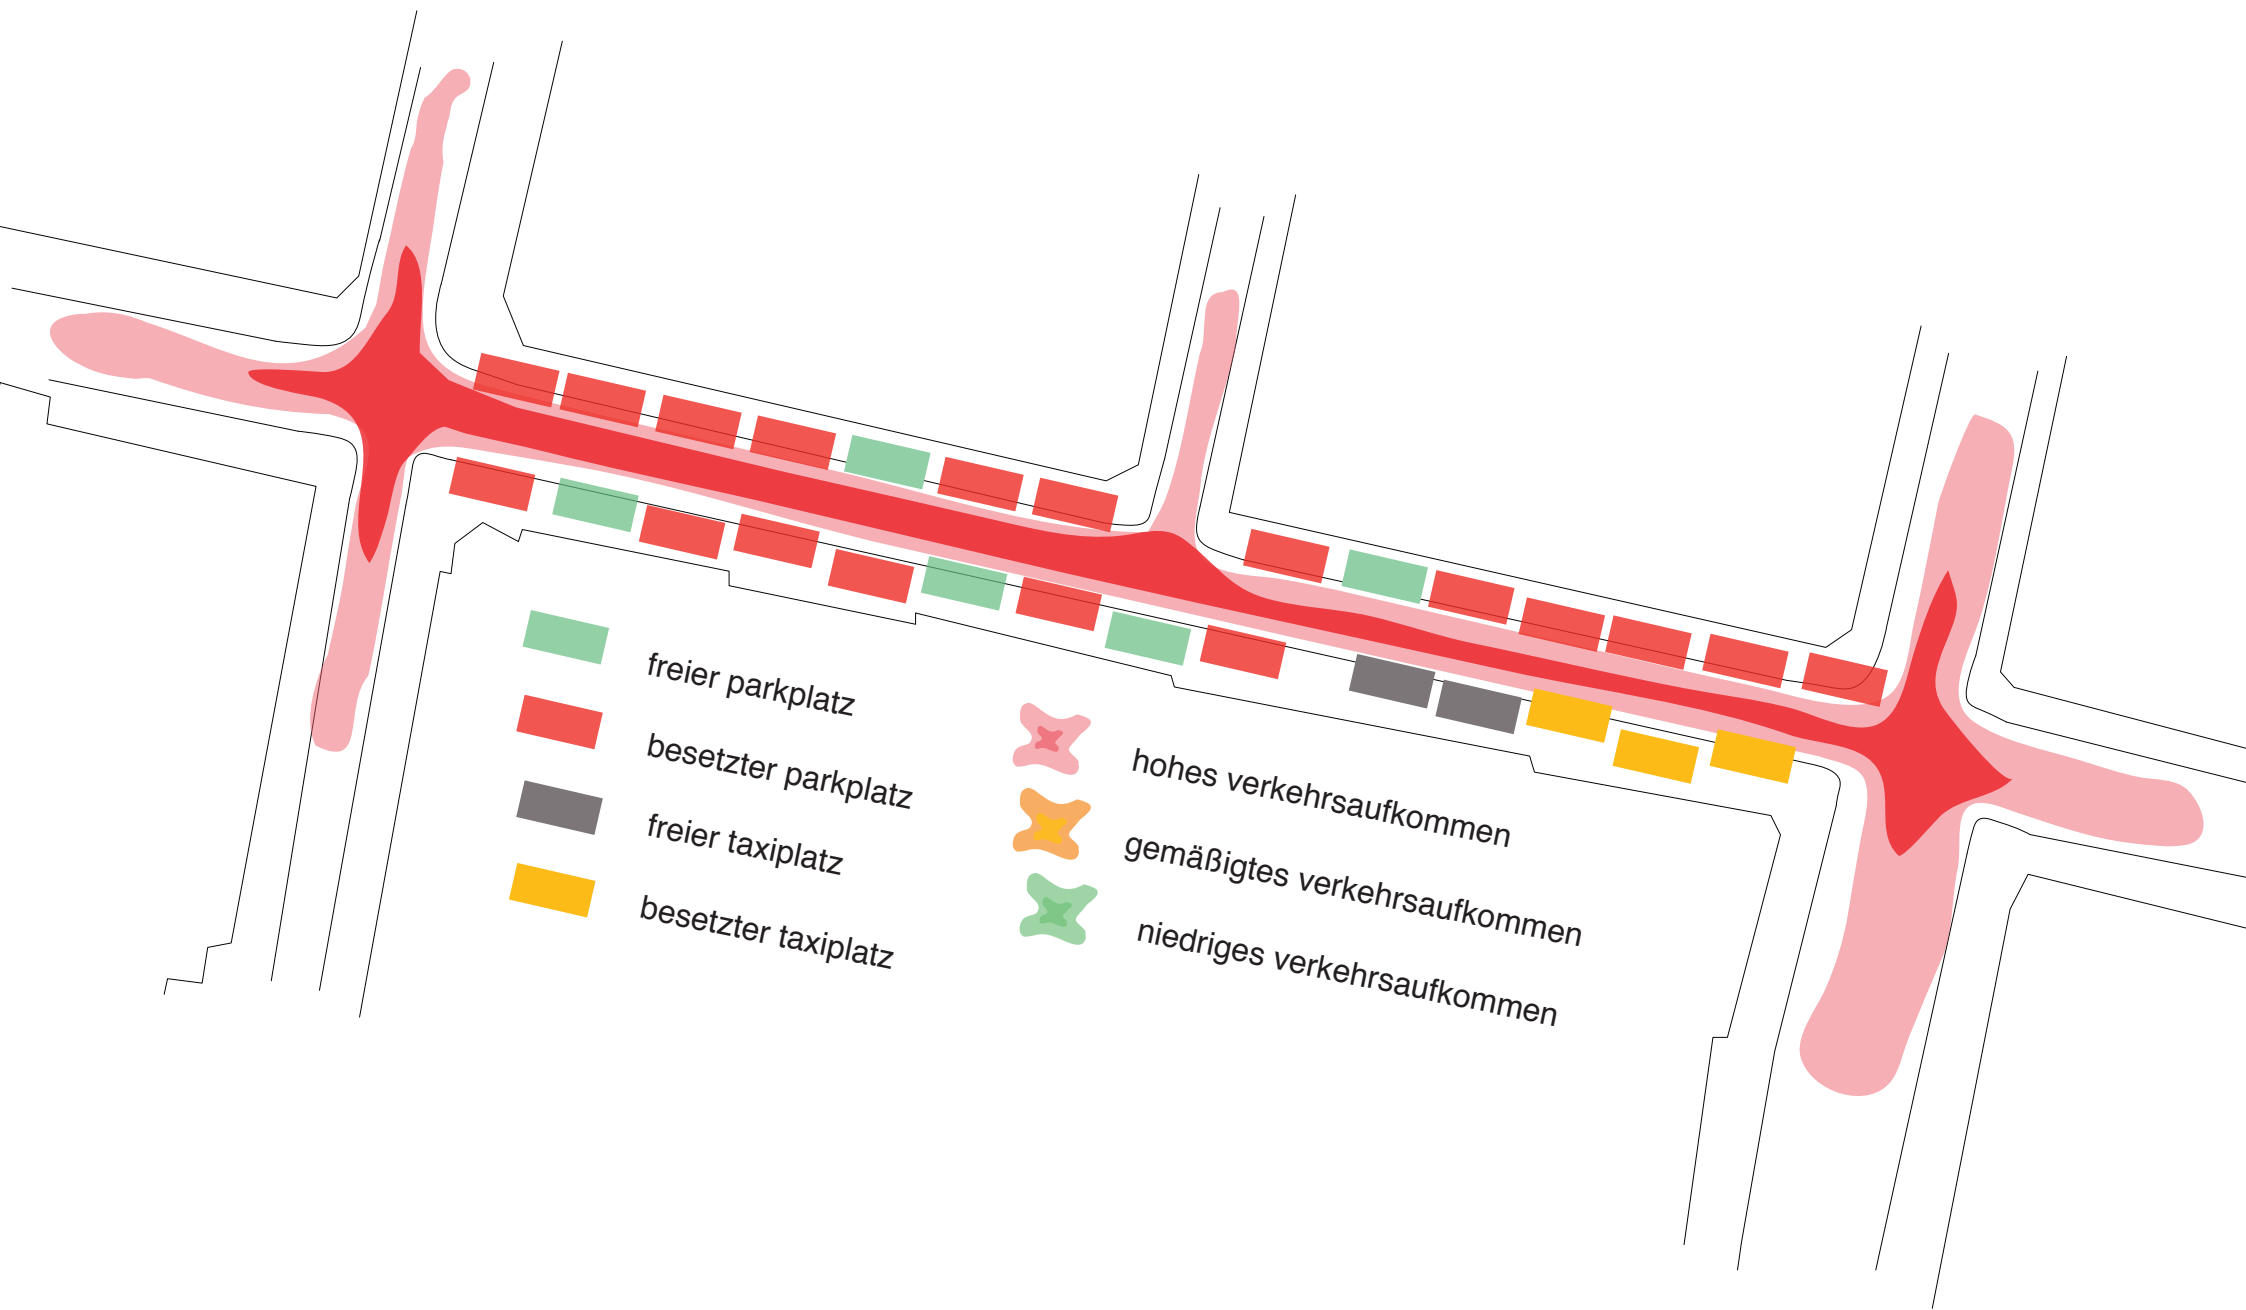 freier parkplatz
besetzter parkplatz
freier taxiplatz
besetzter taxiplatz
hohes verkehrsaufkommen
gemäßigtes verkehrsaufkommen
niedriges verkehrsaufkommen